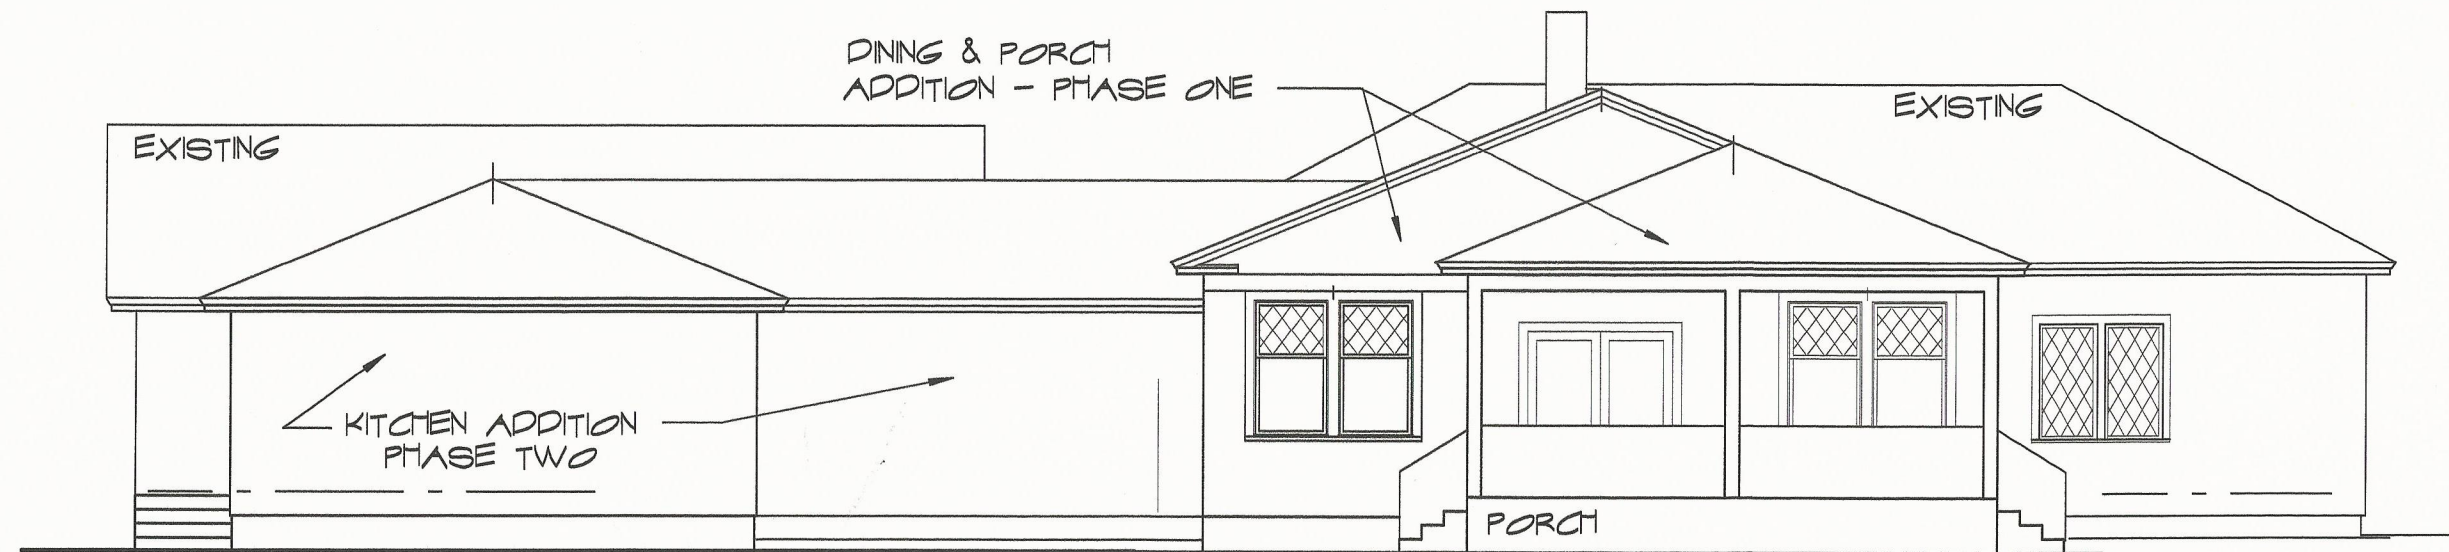 DINING & PORCH
ADDITION - PHASE ONE
EXISTING
EXISTING
KITCHEN ADDITION
PHASE TWO
PORCH